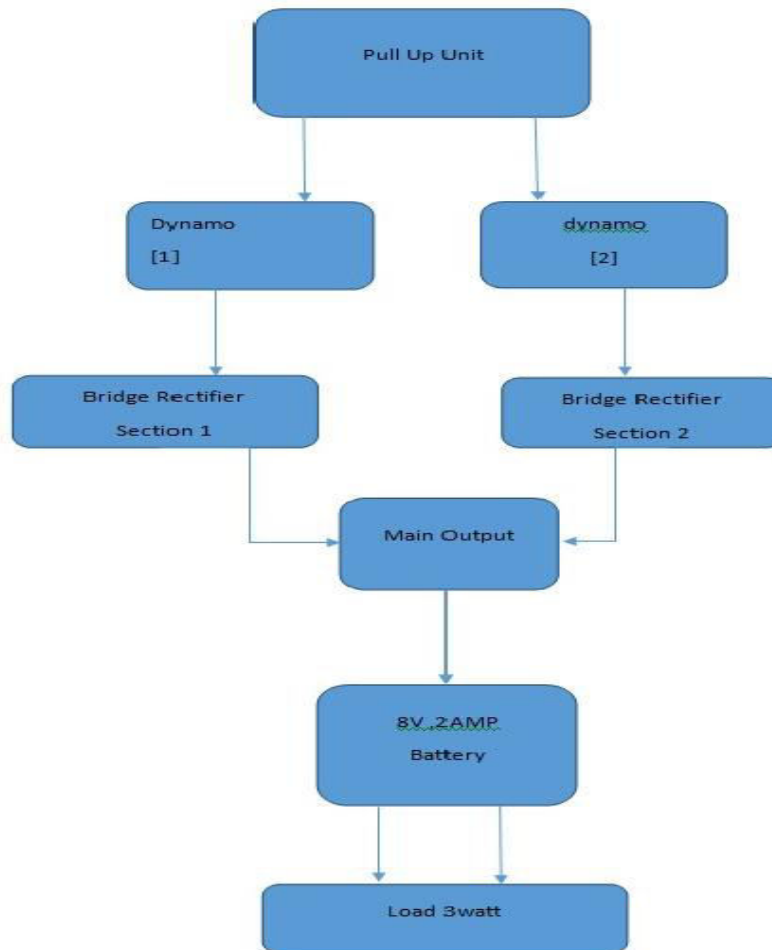 Pull Up Unit
Dynamo
[1]
dynamo
[2]
Bridge Rectifier
Section 1
Bridge Rectifier
Section 2
Main Output
8V ,2AMP
Battery
Load 3watt